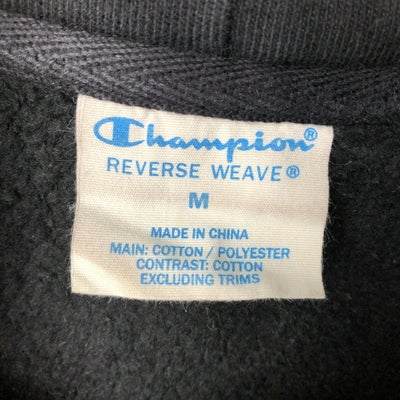 Champion®
REVERSE WEAVE®
M
MADE IN CHINA
MAIN: COTTON / POLYESTER
CONTRAST: COTTON
EXCLUDING TRIMS